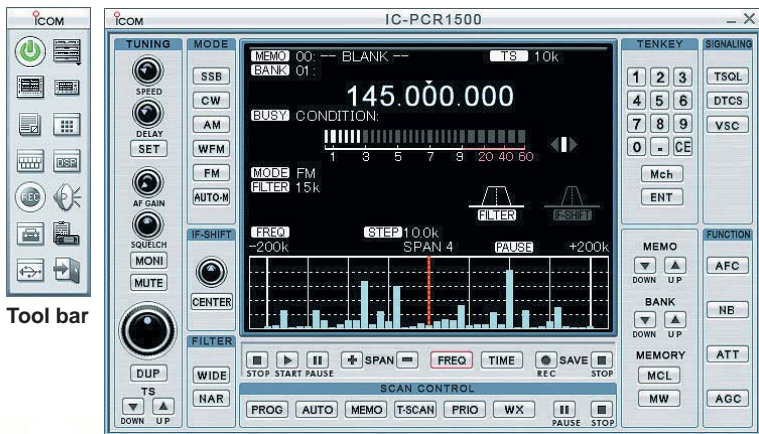 ICOM
REC
DSP
Tool bar
ICOM
IC-PCR1500
TUNING
SPEED
DELAY
SET
AF GAIN
SQUELCH
MONI
MUTE
DUP
TS
DOWN UP
MODE
SSB
CW
AM
WFM
FM
AUTO-M
IF-SHIFT
CENTER
FILTER
WIDE
NAR
MEMO 00: -- BLANK -- TS 10k
BANK 01:
145.000.000
BUSY CONDITION:
1 3 5 7 9 20 40 60
MODE FM
FILTER 15k
FILTER IF-SHIFT
FREQ STEP 10.0k
-200k SPAN 4 PAUSE +200k
+ SPAN - FREQ TIME SAVE
STOP START PAUSE REC STOP
SCAN CONTROL
PROG AUTO MEMO T-SCAN PRIO WX
PAUSE STOP
TENKEY
1 2 3
4 5 6
7 8 9
0 . CE
Mch
ENT
MEMO
DOWN UP
BANK
DOWN UP
MEMORY
MCL
MW
SIGNALING
TSQL
DTCS
VSC
FUNCTION
AFC
NB
ATT
AGC